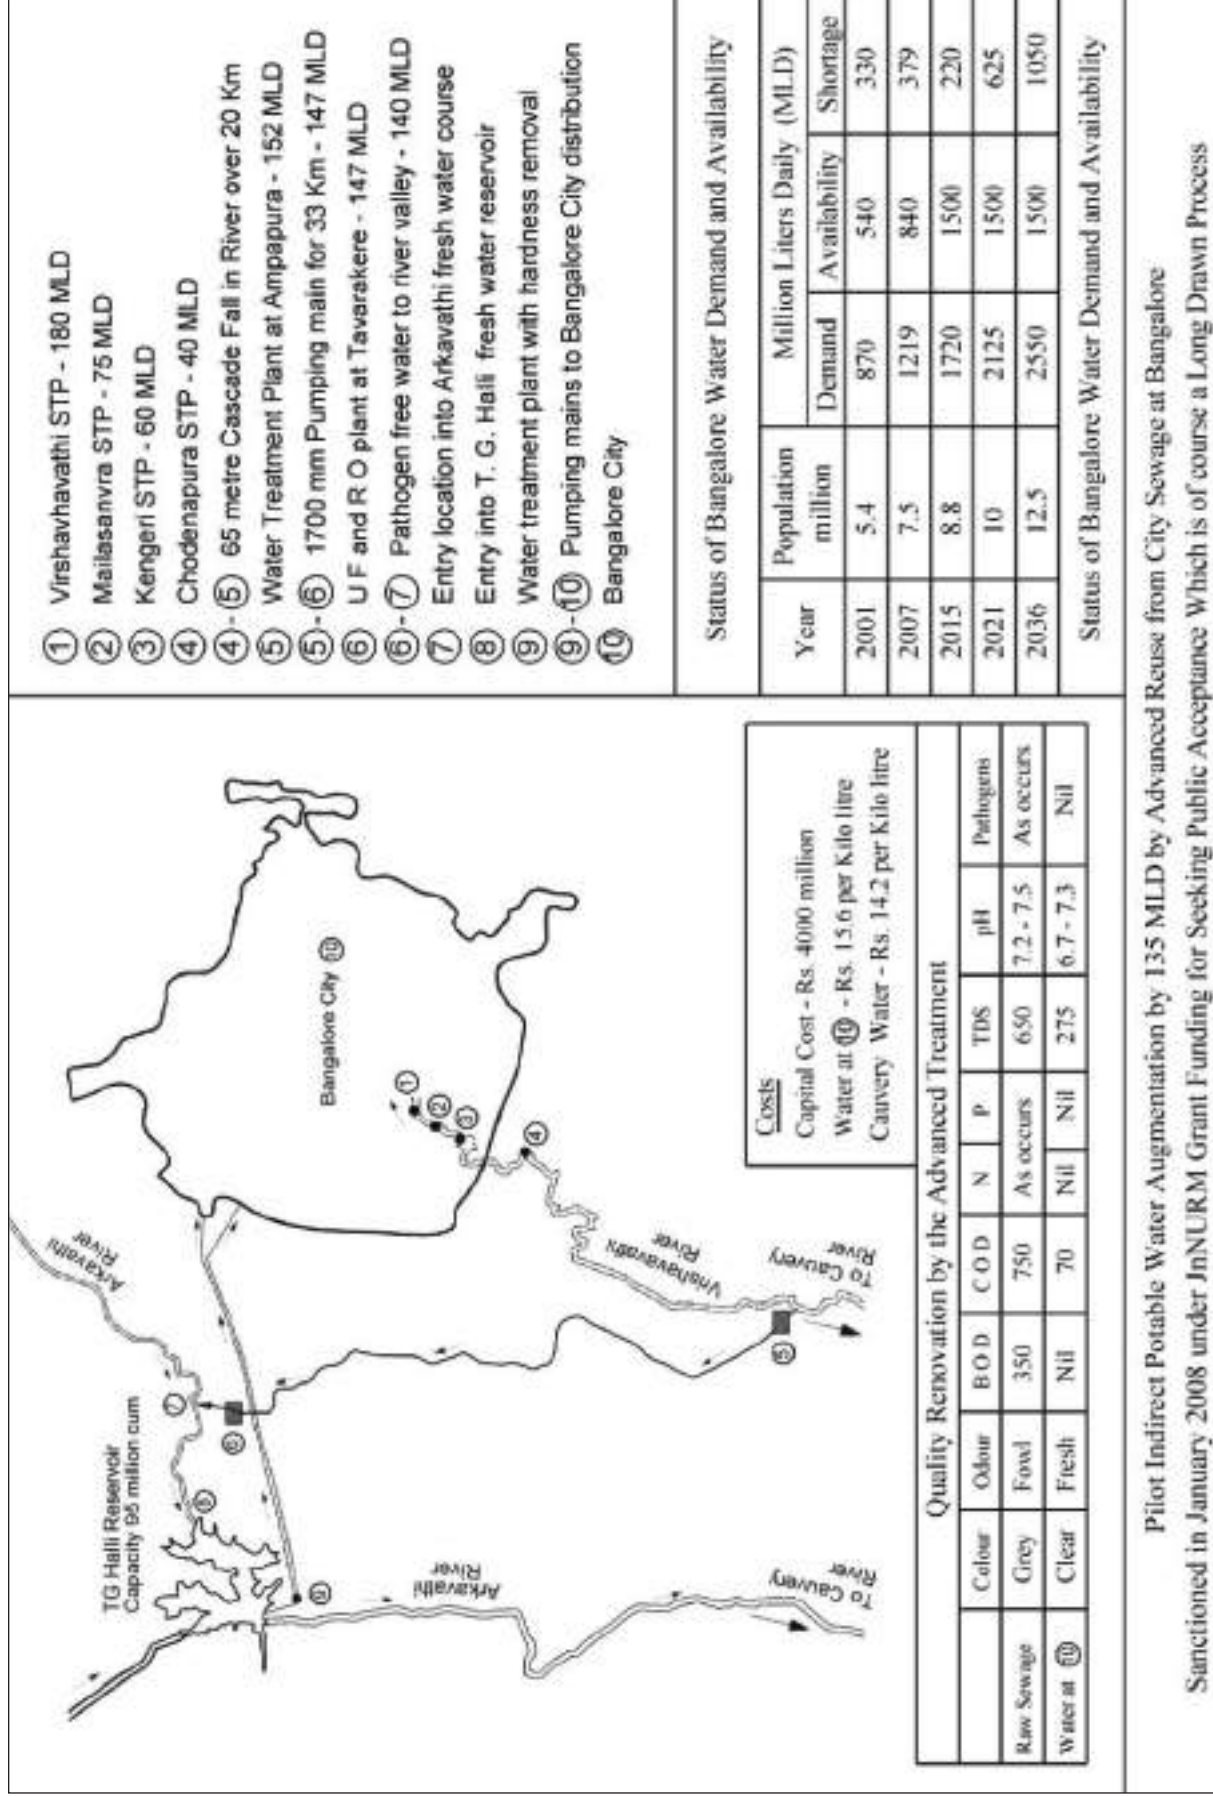 ① Virshavhavathi STP - 180 MLD
② Mailasanvra STP - 75 MLD
③ Kengeri STP - 60 MLD
④ Chodenapura STP - 40 MLD
④-⑤ 65 metre Cascade Fall in River over 20 Km
⑤ Water Treatment Plant at Ampapura - 152 MLD
⑤-⑥ 1700 mm Pumping main for 33 Km - 147 MLD
⑥ U F and R O plant at Tavarakere - 147 MLD
⑥-⑦ Pathogen free water to river valley - 140 MLD
⑦ Entry location into Arkavathi fresh water course
⑧ Entry into T. G. Halli fresh water reservoir
⑨ Water treatment plant with hardness removal
⑨-⑩ Pumping mains to Bangalore City distribution
⑩ Bangalore City
Status of Bangalore Water Demand and Availability
Year Population million Million Liters Daily (MLD)
Demand Availability Shortage
2001 5.4 870 540 330
2007 7.5 1219 840 379
2015 8.8 1720 1500 220
2021 10 2125 1500 625
2036 12.5 2550 1500 1050
Status of Bangalore Water Demand and Availability
TG Halli Reservoir
Capacity 95 million cum
Arkavathi
River
⑦
⑧
⑥
⑨
Bangalore City ⑩
①
②
③
④
Vrishavavathi
River
⑤
To Cauvery
River
Arkavathi
River
To Cauvery
River
Costs
Capital Cost - Rs. 4000 million
Water at ⑩ - Rs. 15.6 per Kilo litre
Cauvery Water - Rs. 14.2 per Kilo litre
Quality Renovation by the Advanced Treatment
Colour Odour B O D C O D N P TDS pH Pathogens
Raw Sewage Grey Fowl 350 750 As occurs 650 7.2 - 7.5 As occurs
Water at ⑩ Clear Fresh Nil 70 Nil Nil 275 6.7 - 7.3 Nil
Pilot Indirect Potable Water Augmentation by 135 MLD by Advanced Reuse from City Sewage at Bangalore
Sanctioned in January 2008 under JnNURM Grant Funding for Seeking Public Acceptance Which is of course a Long Drawn Process